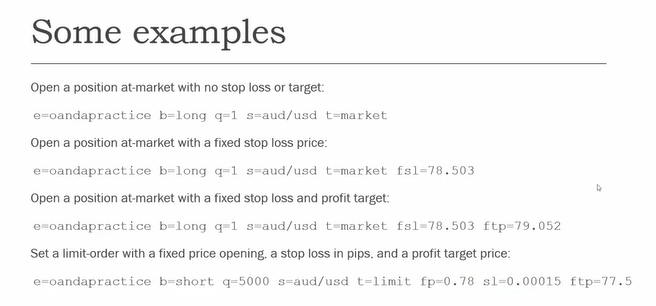 Some examples
Open a position at-market with no stop loss or target:
e=oandapractice b=long q=1 s=aud/usd t=market
Open a position at-market with a fixed stop loss price:
e=oandapractice b=long q=1 s=aud/usd t=market fsl=78.503
Open a position at-market with a fixed stop loss and profit target:
e=oandapractice b=long q=1 s=aud/usd t=market fsl=78.503 ftp=79.052
Set a limit-order with a fixed price opening, a stop loss in pips, and a profit target price:
e=oandapractice b=short q=5000 s=aud/usd t=limit fp=0.78 sl=0.00015 ftp=77.5